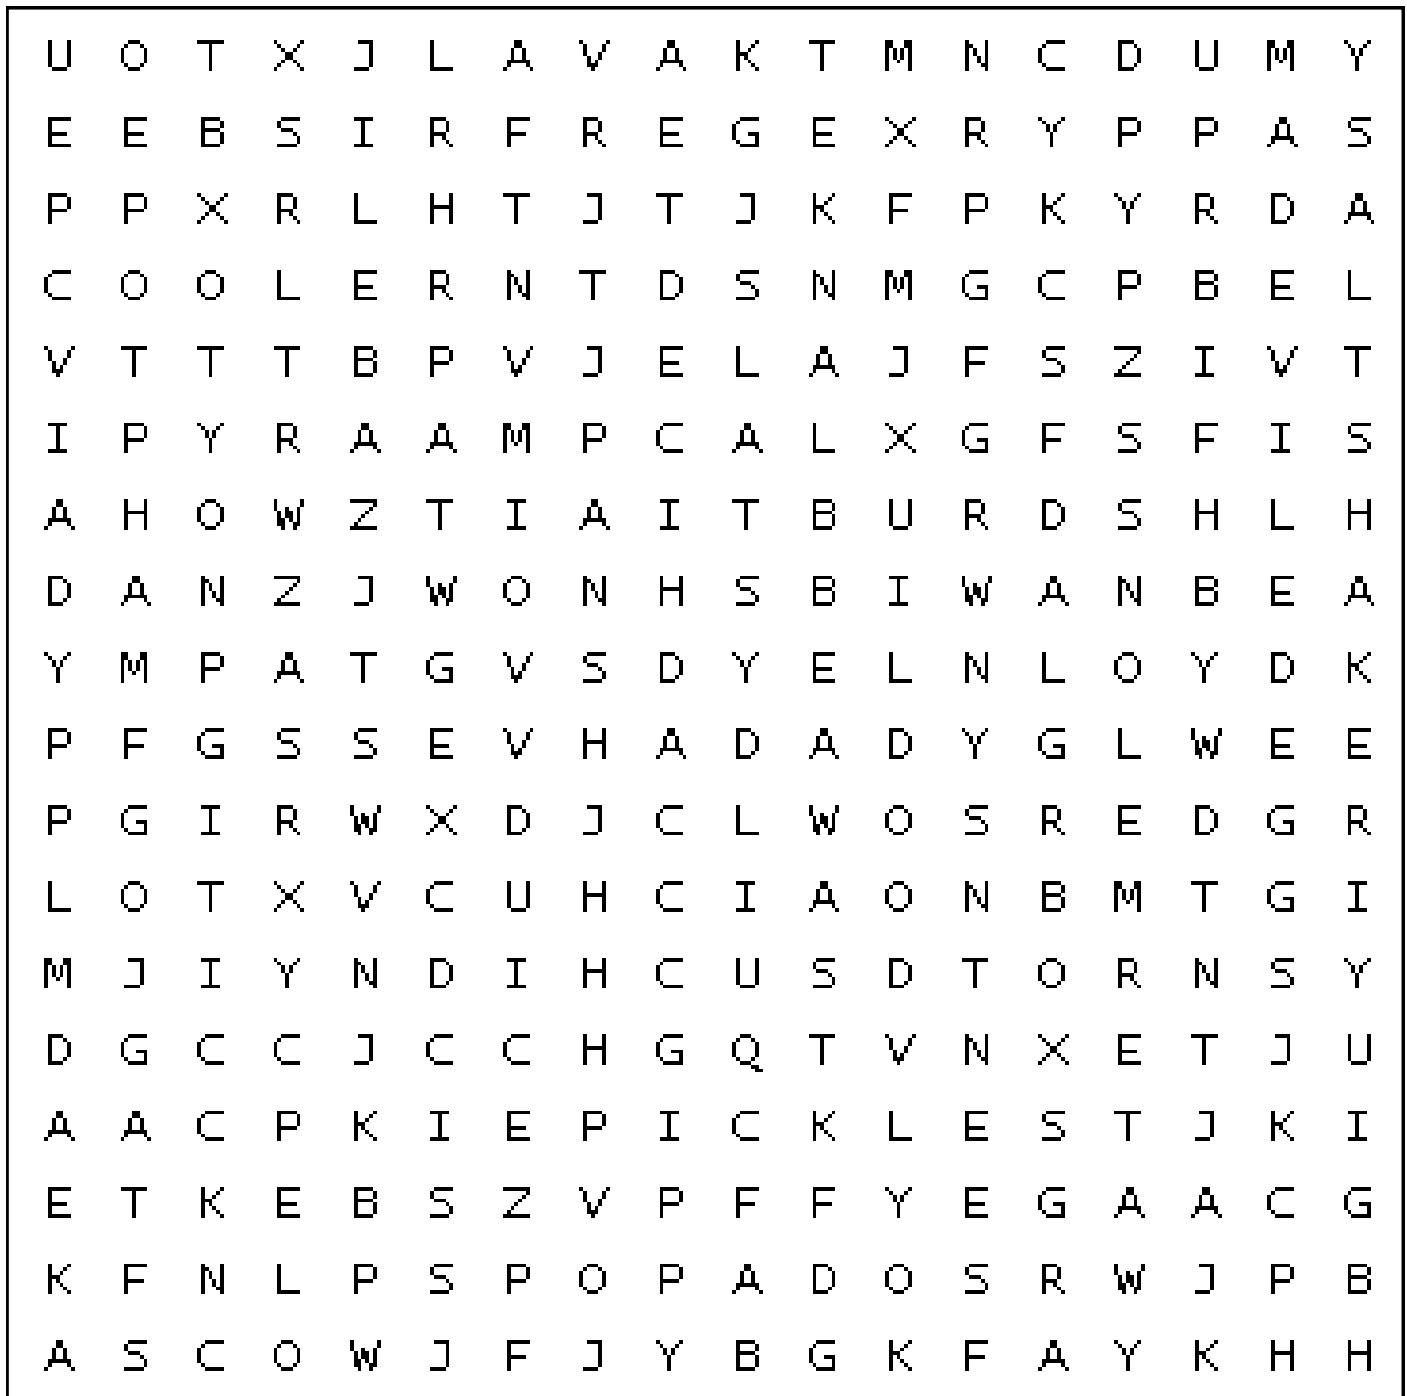 U O T X J L A V A K T M N C D U M Y
E E B S I R F R E G E X R Y P P A S
P P X R L H T J T J K F P K Y R D A
C O O L E R N T D S N M G C P B E L
V T T T B P V J E L A J F S Z I V T
I P Y R A A M P C A L X G F S F I S
A H O W Z T I A I T B U R D S H L H
D A N Z J W O N H S B I W A N B E A
Y M P A T G V S D Y E L N L O Y D K
P F G S S E V H A D A D Y G L W E E
P G I R W X D J C L W O S R E D G R
L O T X V C U H C I A O N B M T G I
M J I Y N D I H C U S D T O R N S Y
D G C C J C C H G Q T V N X E T J U
A A C P K I E P I C K L E S T J K I
E T K E B S Z V P F F Y E G A A C G
K F N L P S P O P A D O S R W J P B
A S C O W J F J Y B G K F A Y K H H